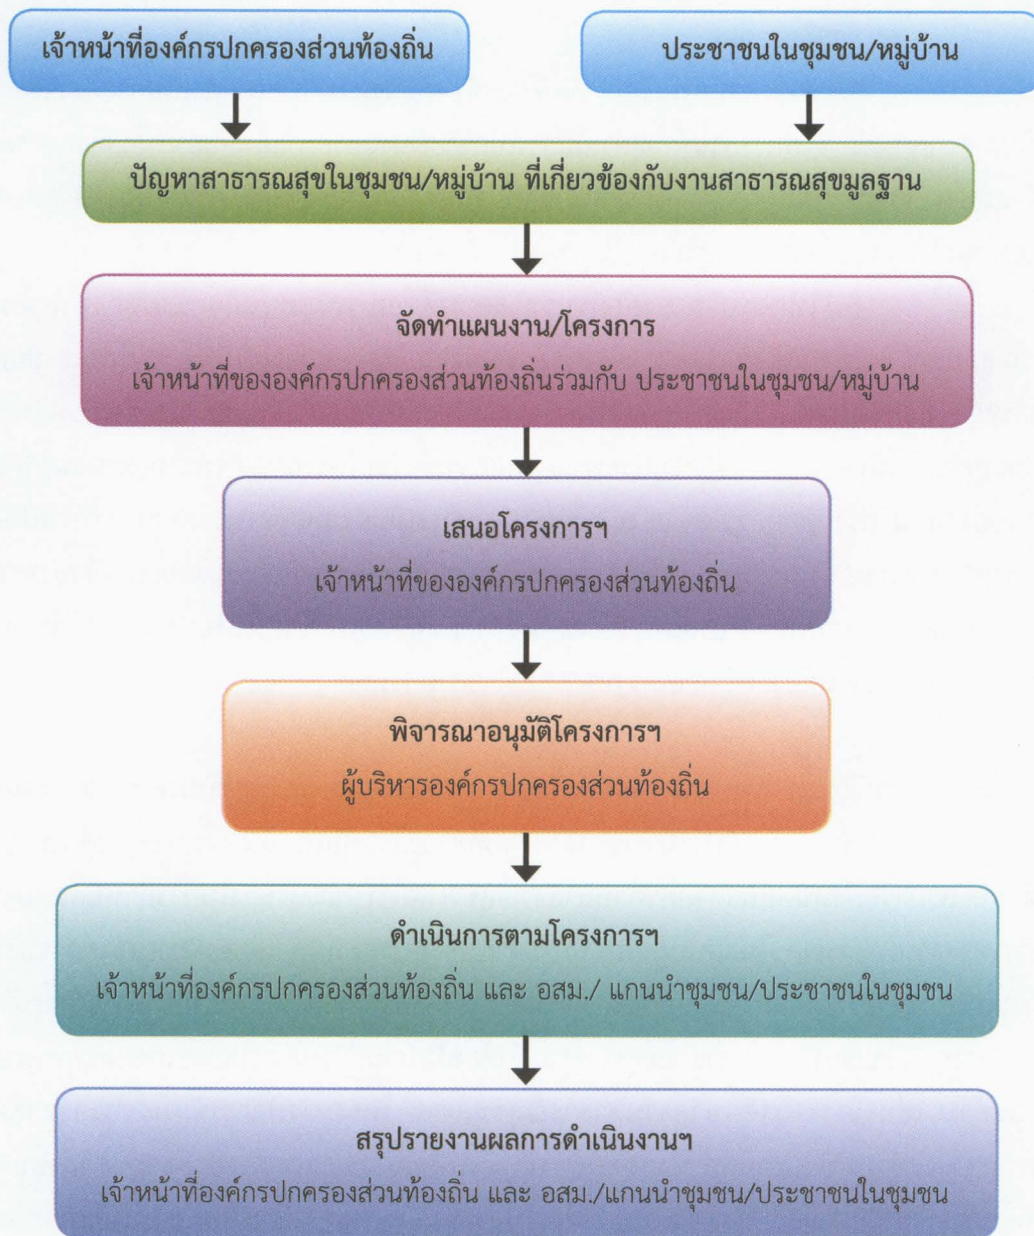 เจ้าหน้าที่องค์กรปกครองส่วนท้องถิ่น
ประชาชนในชุมชน/หมู่บ้าน
ปัญหาสาธารณสุขในชุมชน/หมู่บ้าน ที่เกี่ยวข้องกับงานสาธารณสุขมูลฐาน
จัดทำแผนงาน/โครงการ
เจ้าหน้าที่ขององค์กรปกครองส่วนท้องถิ่นร่วมกับ ประชาชนในชุมชน/หมู่บ้าน
เสนอโครงการฯ
เจ้าหน้าที่ขององค์กรปกครองส่วนท้องถิ่น
พิจารณาอนุมัติโครงการฯ
ผู้บริหารองค์กรปกครองส่วนท้องถิ่น
ดำเนินการตามโครงการฯ
เจ้าหน้าที่องค์กรปกครองส่วนท้องถิ่น และ อสม./ แกนนำชุมชน/ประชาชนในชุมชน
สรุปรายงานผลการดำเนินงานฯ
เจ้าหน้าที่องค์กรปกครองส่วนท้องถิ่น และ อสม./แกนนำชุมชน/ประชาชนในชุมชน